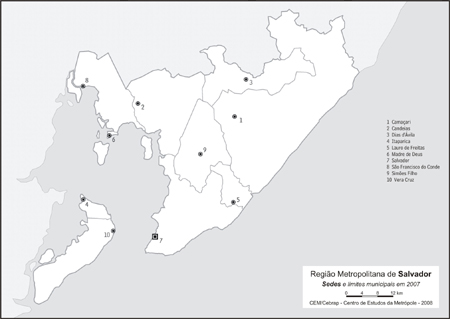 8
2
3
1
6
9
5
4
10
7
1 Camaçari
2 Candeias
3 Dias d'Ávila
4 Itaparica
5 Lauro de Freitas
6 Madre de Deus
7 Salvador
8 São Francisco do Conde
9 Simões Filho
10 Vera Cruz
Região Metropolitana de Salvador
Sedes e limites municipais em 2007
0 4 8 12 km
CEM/Cebrap - Centro de Estudos da Metrópole - 2008